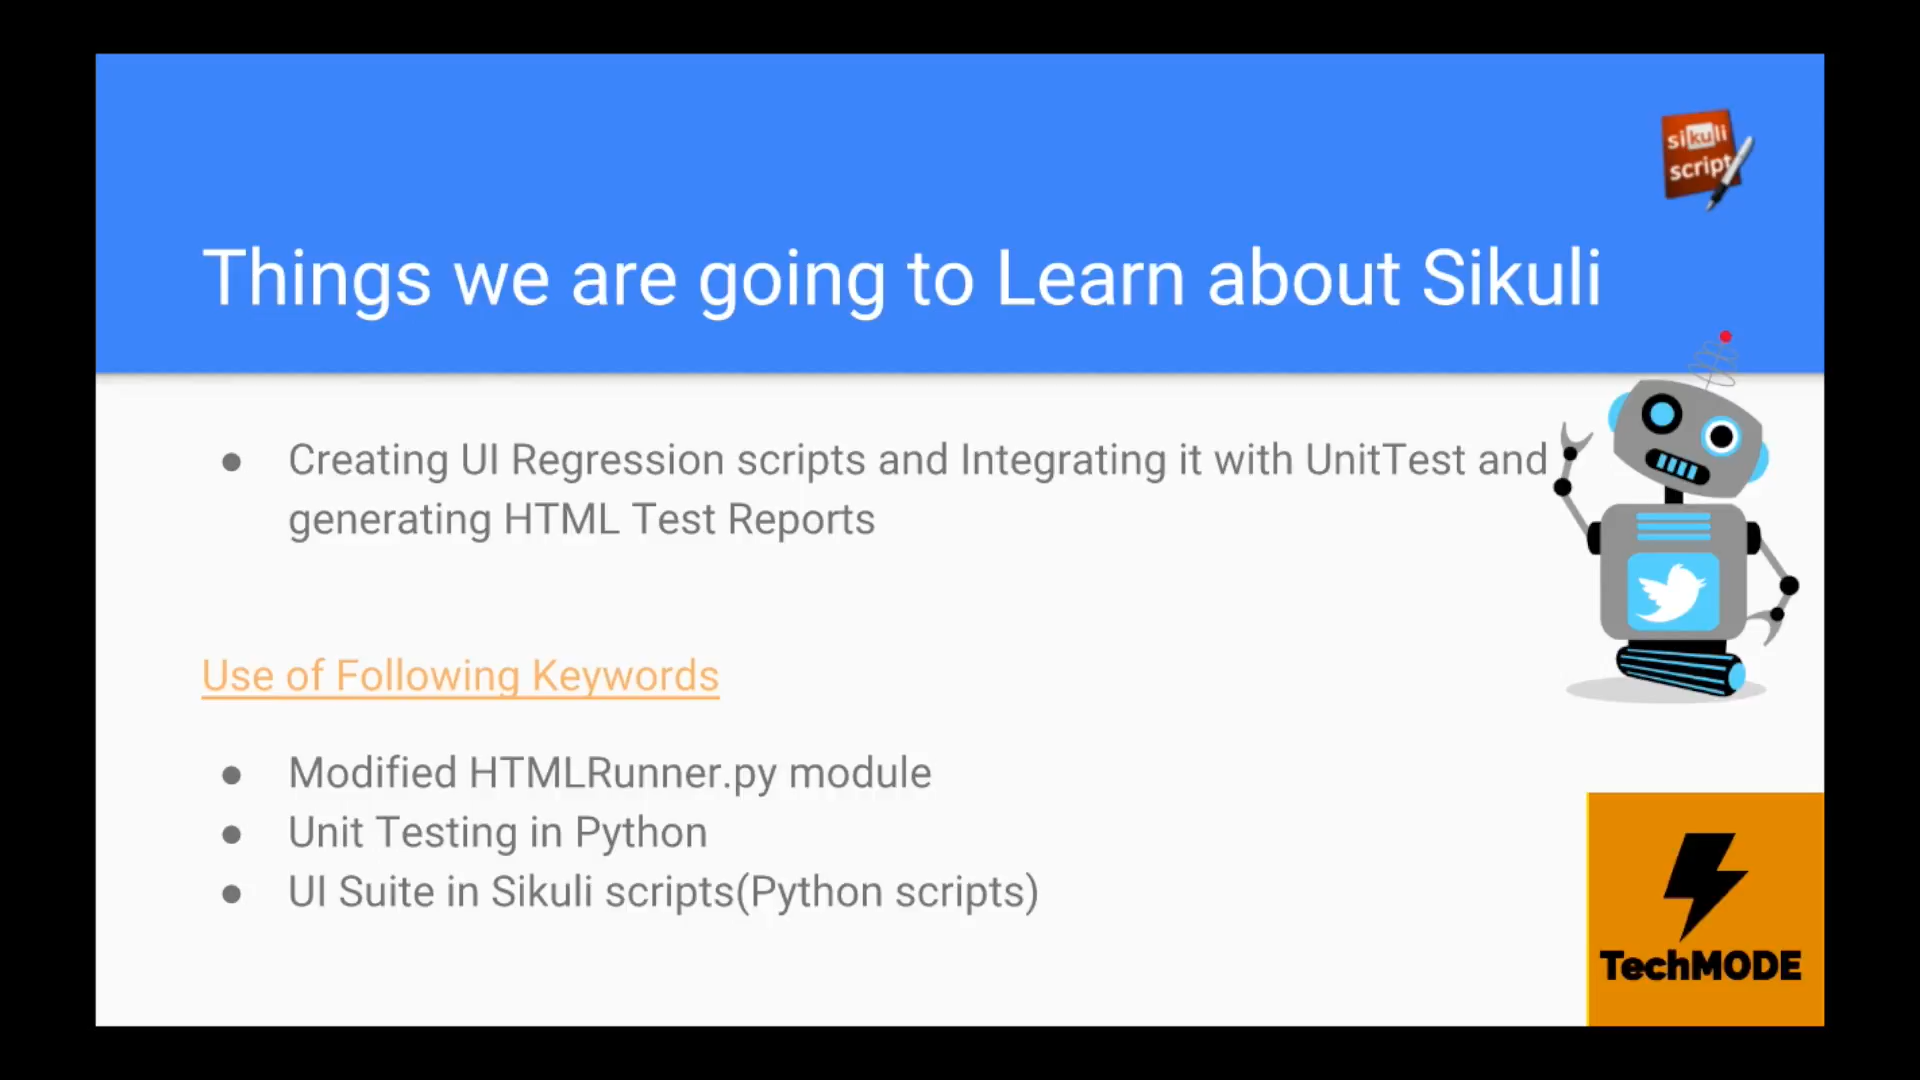 sikuli
script
Things we are going to Learn about Sikuli
● Creating UI Regression scripts and Integrating it with UnitTest and
generating HTML Test Reports
Use of Following Keywords
● Modified HTMLRunner.py module
● Unit Testing in Python
● UI Suite in Sikuli scripts(Python scripts)
TechMODE